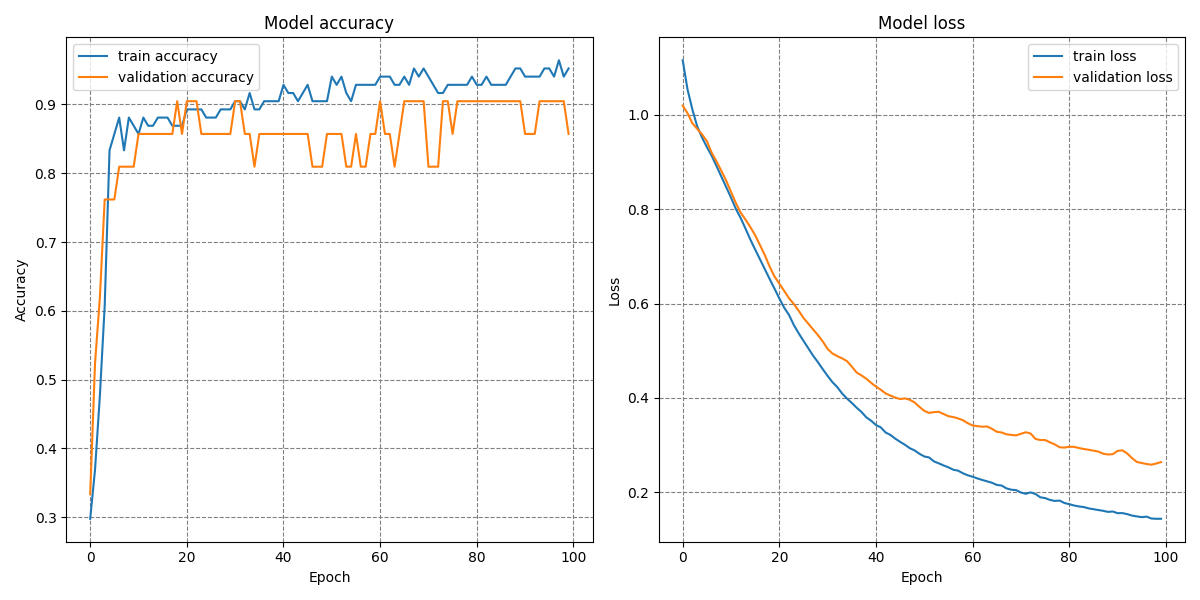 Model accuracy
train accuracy
validation accuracy
Accuracy
0.9
0.8
0.7
0.6
0.5
0.4
0.3
0
20
40
60
80
100
Epoch
Model loss
train loss
validation loss
Loss
1.0
0.8
0.6
0.4
0.2
0
20
40
60
80
100
Epoch